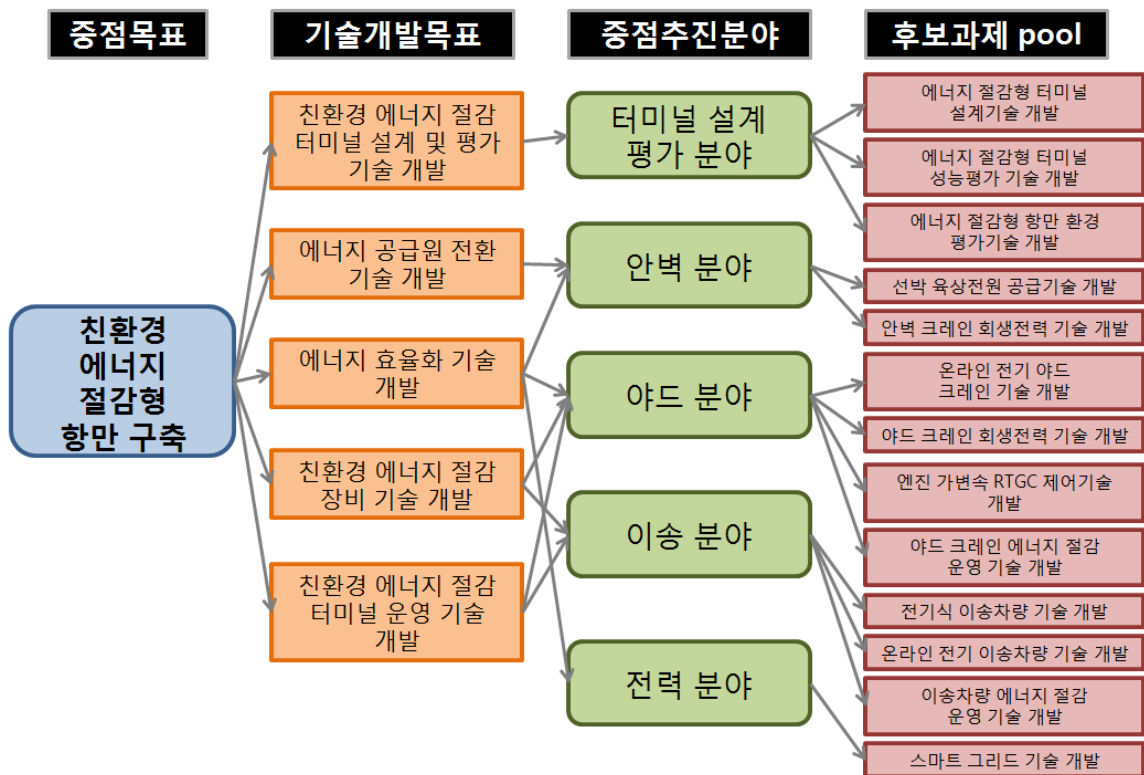 중점목표
기술개발목표
중점추진분야
후보과제 pool
친환경
에너지
절감형
항만 구축
친환경 에너지 절감
터미널 설계 및 평가
기술 개발
에너지 공급원 전환
기술 개발
에너지 효율화 기술
개발
친환경 에너지 절감
장비 기술 개발
친환경 에너지 절감
터미널 운영 기술
개발
터미널 설계
평가 분야
안벽 분야
야드 분야
이송 분야
전력 분야
에너지 절감형 터미널
설계기술 개발
에너지 절감형 터미널
성능평가 기술 개발
에너지 절감형 항만 환경
평가기술 개발
선박 육상전원 공급기술 개발
안벽 크레인 회생전력 기술 개발
온라인 전기 야드
크레인 기술 개발
야드 크레인 회생전력 기술 개발
엔진 가변속 RTGC 제어기술
개발
야드 크레인 에너지 절감
운영 기술 개발
전기식 이송차량 기술 개발
온라인 전기 이송차량 기술 개발
이송차량 에너지 절감
운영 기술 개발
스마트 그리드 기술 개발